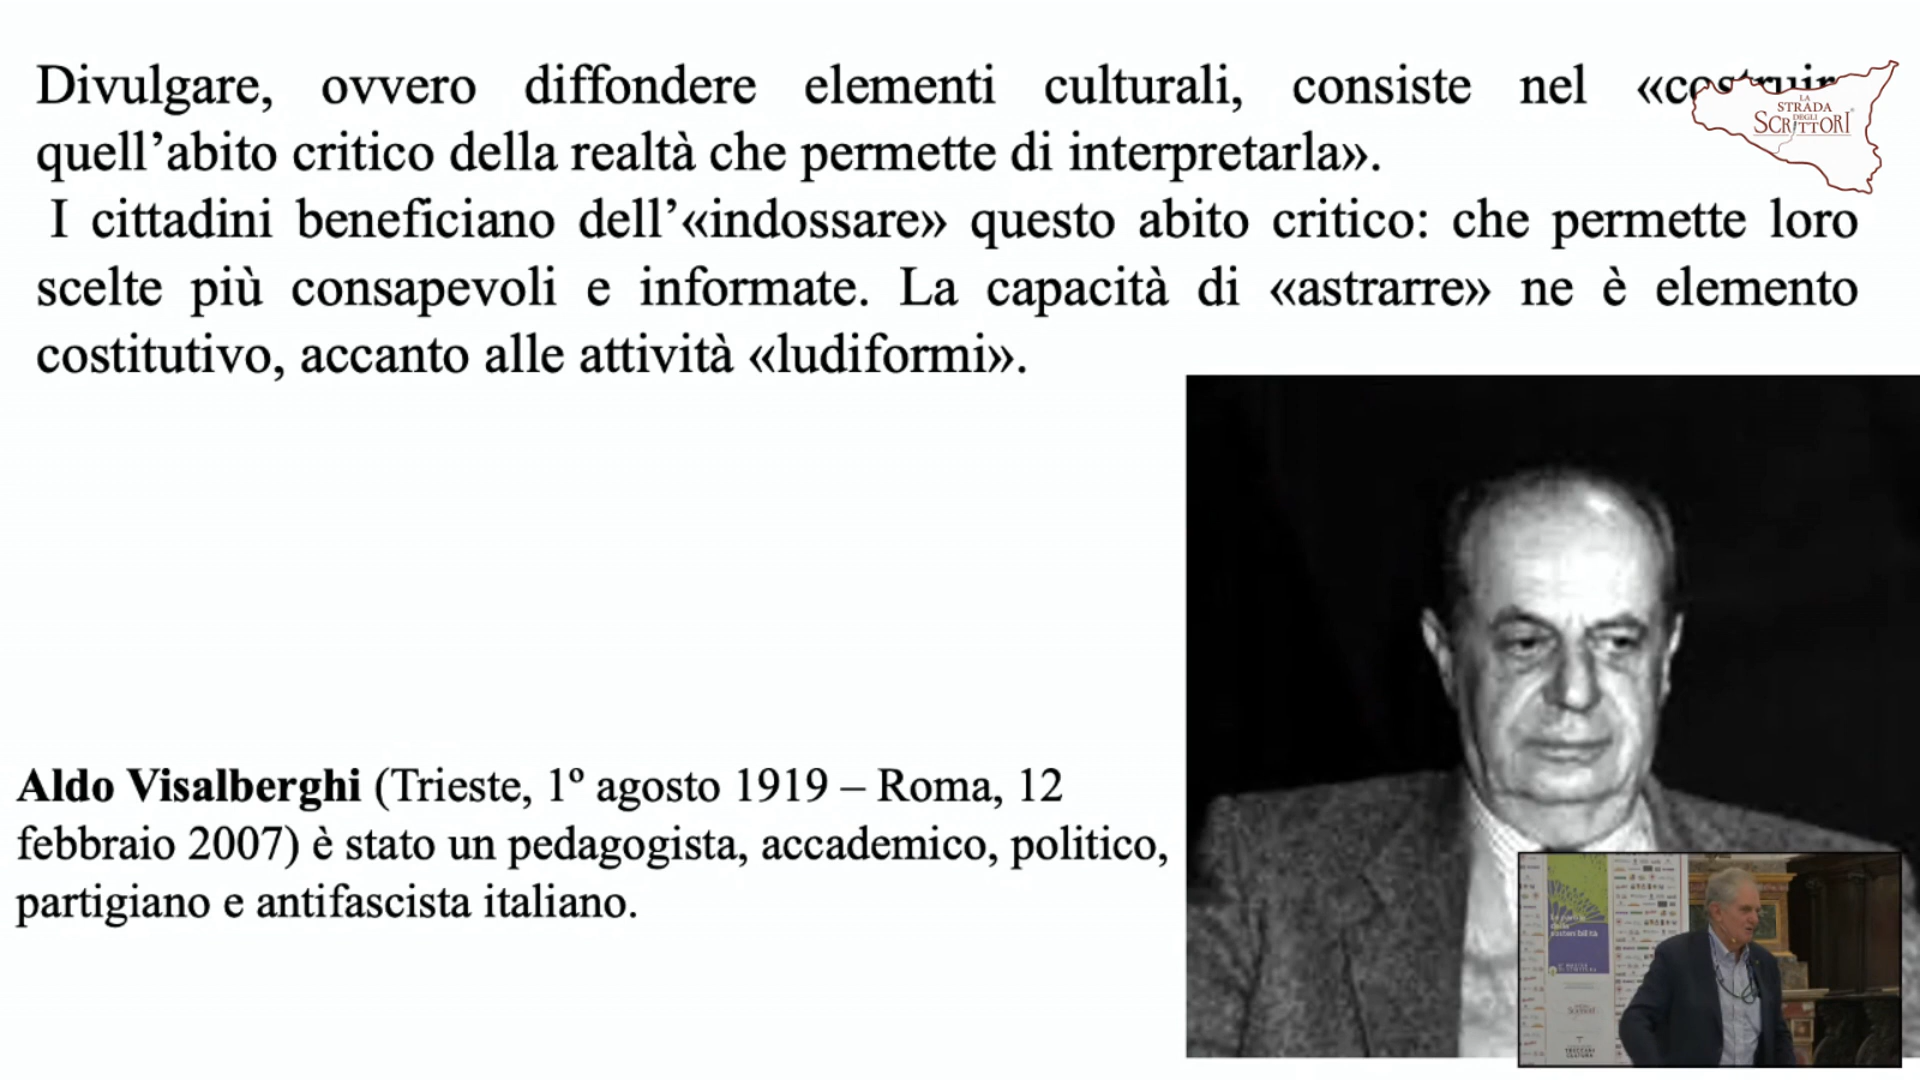 Divulgare, ovvero diffondere elementi culturali, consiste nel «costruire
quell’abito critico della realtà che permette di interpretarla».
I cittadini beneficiano dell’«indossare» questo abito critico: che permette loro
scelte più consapevoli e informate. La capacità di «astrarre» ne è elemento
costitutivo, accanto alle attività «ludiformi».
LA
STRADA
DEGLI
SCRITTORI
Aldo Visalberghi (Trieste, 1º agosto 1919 – Roma, 12
febbraio 2007) è stato un pedagogista, accademico, politico,
partigiano e antifascista italiano.